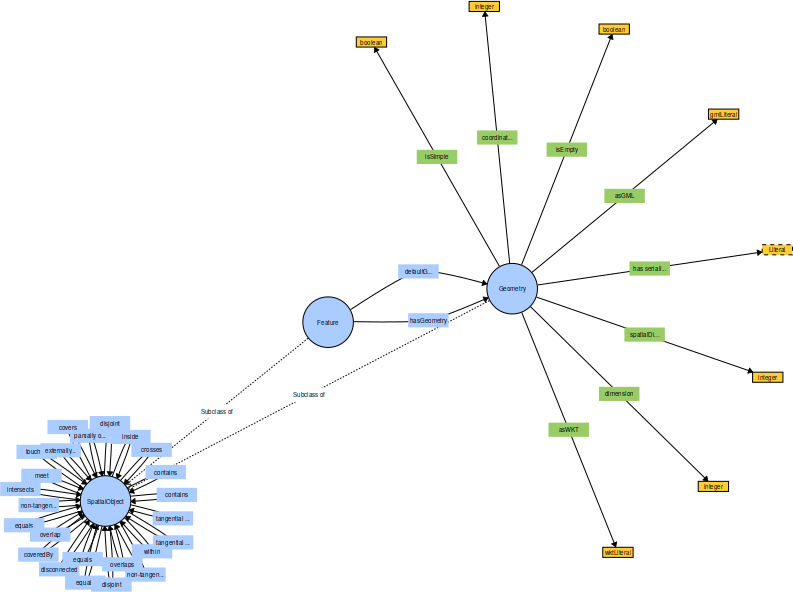 integer
boolean
boolean
gmlLiteral
coordinat...
isEmpty
isSimple
asGML
Literal
has seriali...
defaultG...
Geometry
hasGeometry
Feature
spatialDi...
integer
dimension
Subclass of
Subclass of
asWKT
integer
wktLiteral
covers
disjoint
partially o...
inside
touch
externally...
crosses
meet
contains
intersects
contains
non-tangen...
SpatialObject
equals
tangential ...
overlap
tangential ...
coveredBy
within
equals
overlaps
disconnected
non-tangen...
equal
disjoint